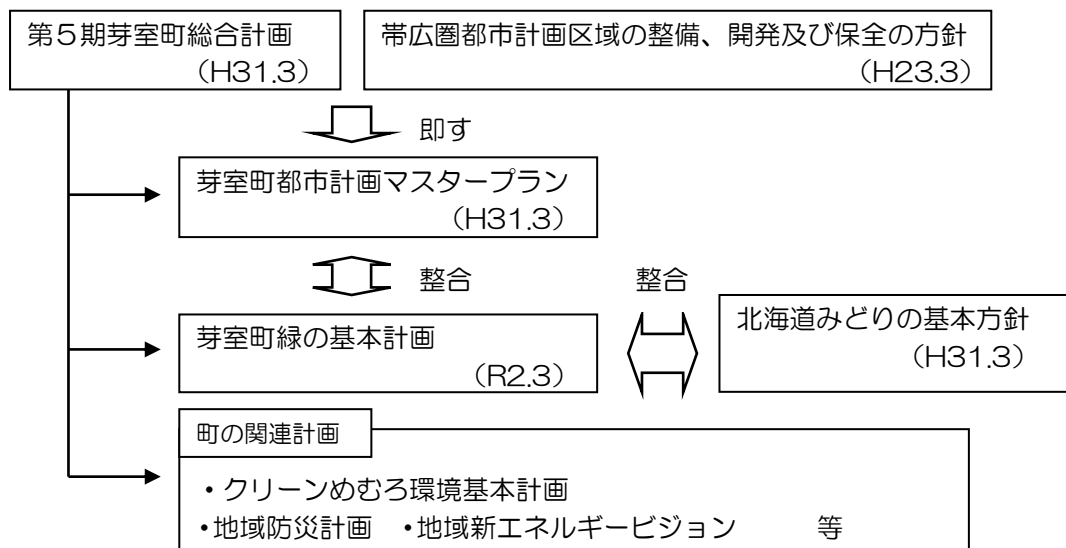 第５期芽室町総合計画
（H31.3）
帯広圏都市計画区域の整備、開発及び保全の方針
（H23.3）
即す
芽室町都市計画マスタープラン
（H31.3）
整合
整合
芽室町緑の基本計画
（R2.3）
北海道みどりの基本方針
（H31.3）
町の関連計画
・クリーンめむろ環境基本計画
・地域防災計画　・地域新エネルギービジョン　　　等